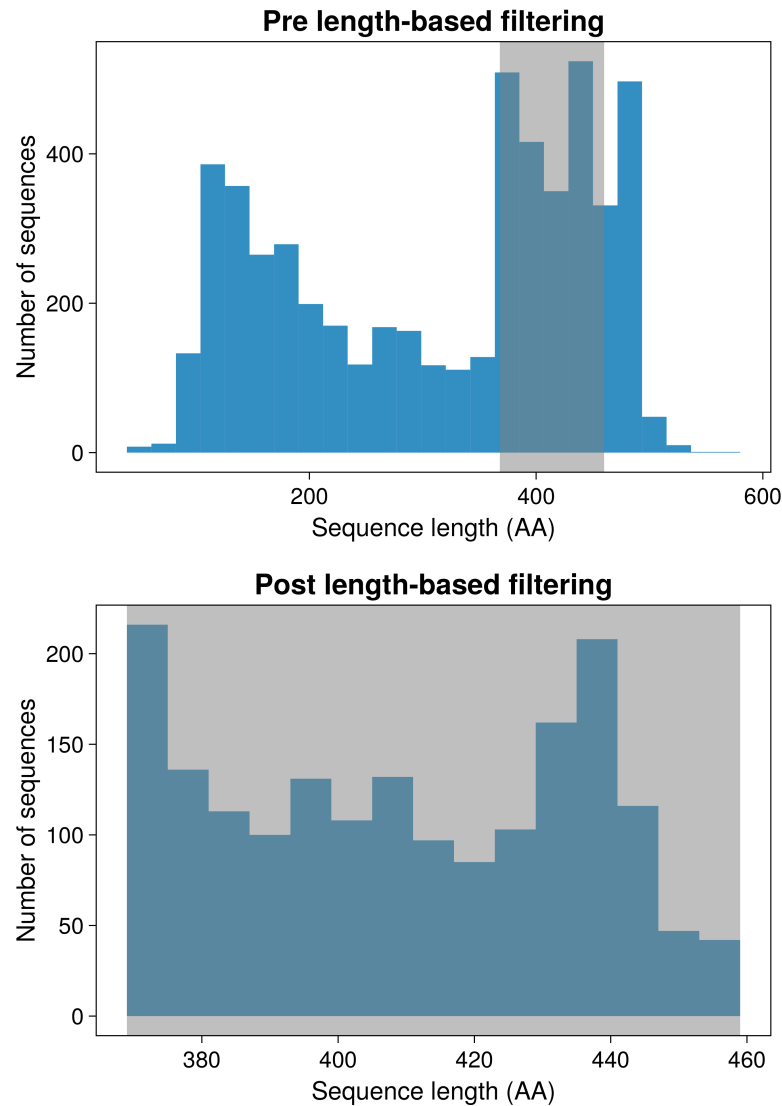 Pre length-based filtering
Number of sequences
400
200
0
200 400 600
Sequence length (AA)
Post length-based filtering
Number of sequences
200
150
100
50
0
380 400 420 440 460
Sequence length (AA)